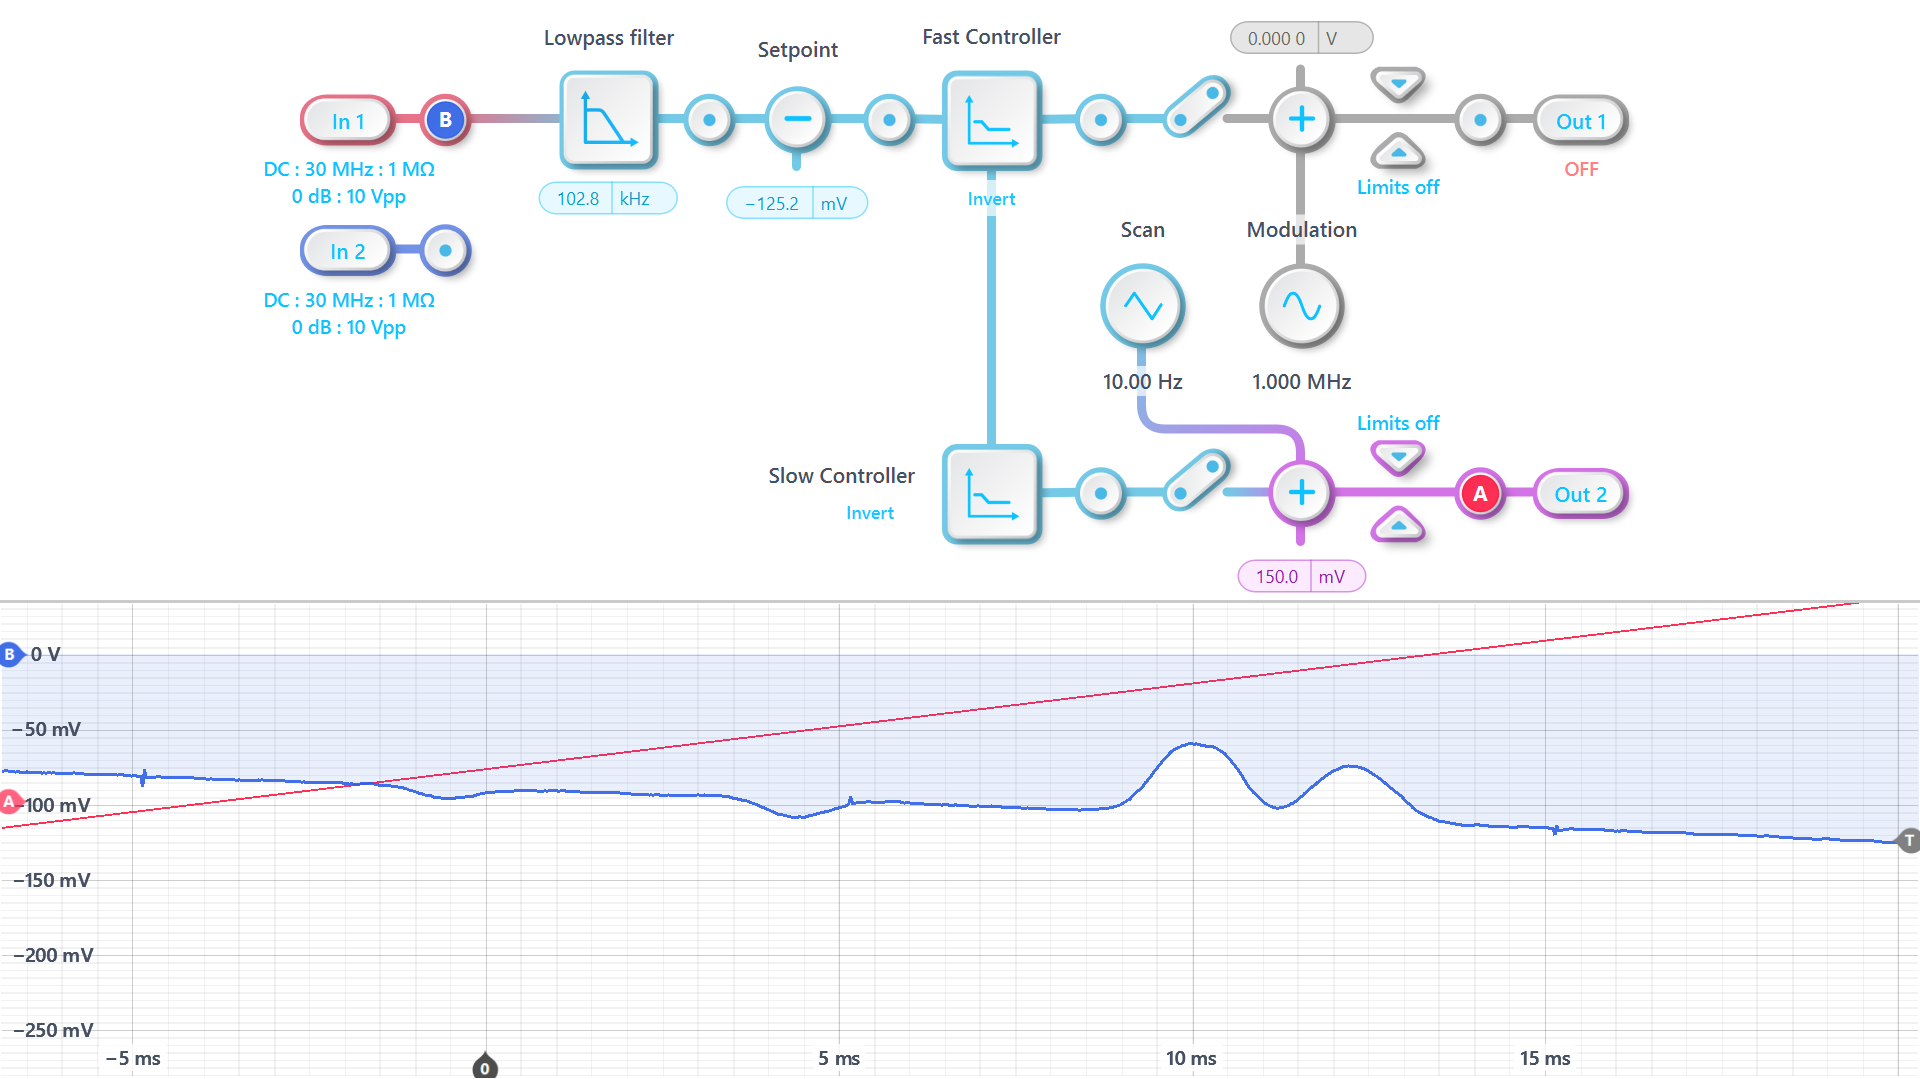 Lowpass filter
Setpoint
Fast Controller
0.000 0 V
In 1
B
Out 1
DC : 30 MHz : 1 MΩ
0 dB : 10 Vpp
102.8 kHz
−125.2 mV
Invert
Limits off
OFF
In 2
DC : 30 MHz : 1 MΩ
0 dB : 10 Vpp
Scan
Modulation
10.00 Hz
1.000 MHz
Limits off
Slow Controller
Invert
A
Out 2
150.0 mV
B
0 V
−50 mV
A
−100 mV
T
−150 mV
−200 mV
−250 mV
−5 ms
0
5 ms
10 ms
15 ms